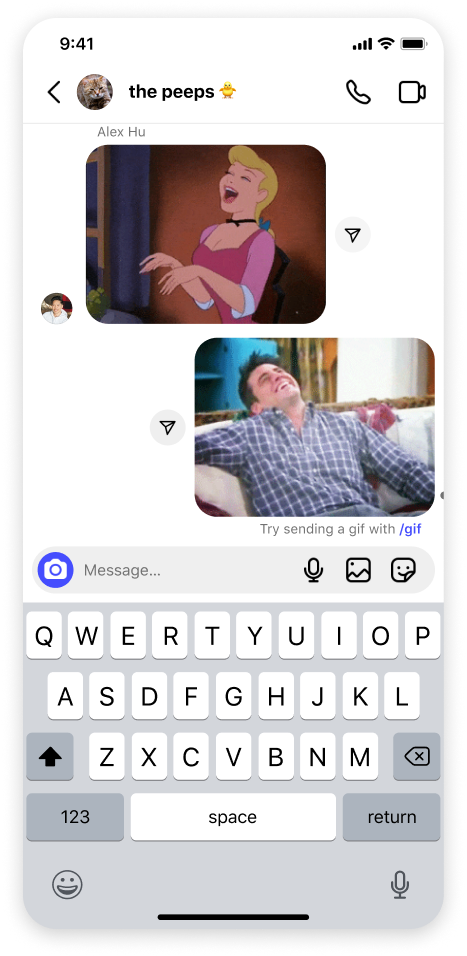 9:41
the peeps🐥
Alex Hu
Try sending a gif with /gif
Message...
Q W E R T Y U I O P
A S D F G H J K L
Z X C V B N M
123 space return